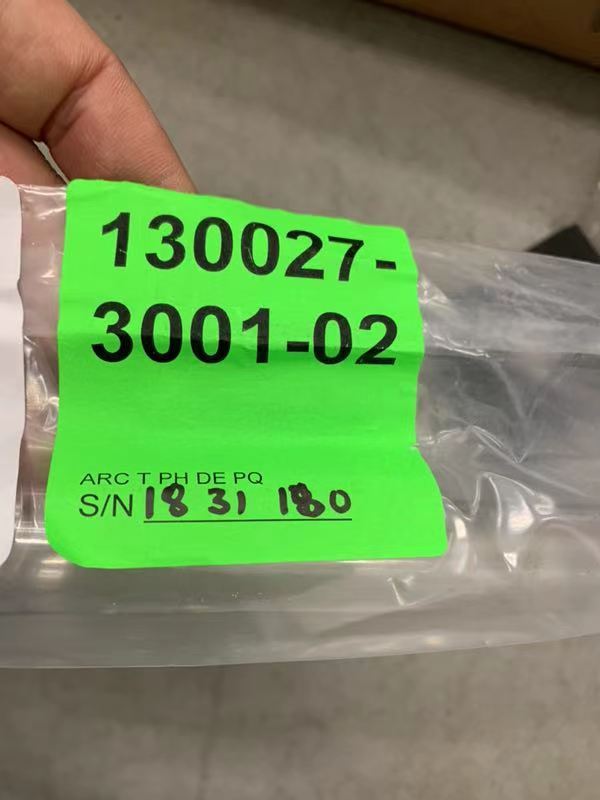 130027-
3001-02
ARC T PH DE PQ
S/N 18 31 180